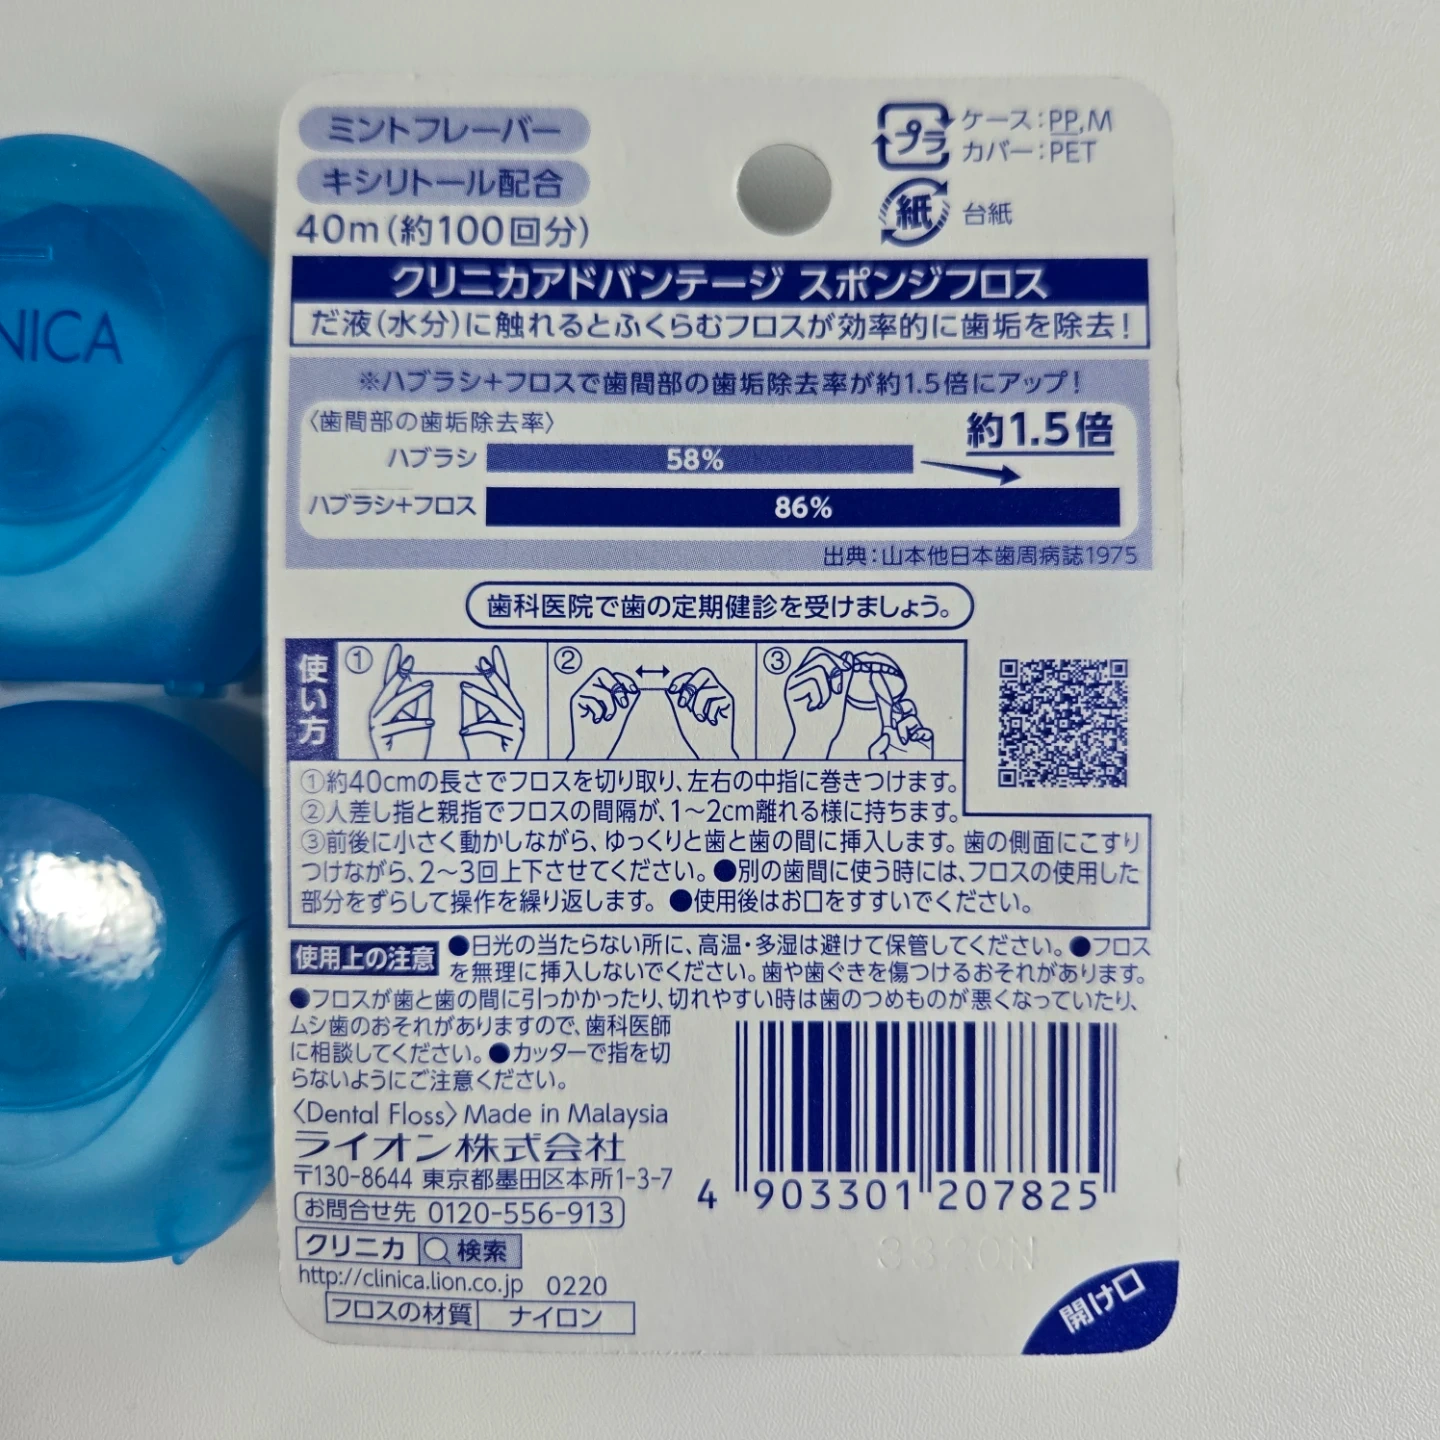 NICA
ミントフレーバー
キシリトール配合
40m(約100回分)
プラ
ケース:PP,M
カバー:PET
紙
台紙
クリニカアドバンテージ スポンジフロス
だ液(水分)に触れるとふくらむフロスが効率的に歯垢を除去!
※ハブラシ+フロスで歯間部の歯垢除去率が約1.5倍にアップ!
〈歯間部の歯垢除去率〉
約1.5倍
ハブラシ
58%
ハブラシ+フロス
86%
出典:山本他日本歯周病誌1975
歯科医院で歯の定期健診を受けましょう。
使い方
①
②
③
①約40cmの長さでフロスを切り取り、左右の中指に巻きつけます。
②人差し指と親指でフロスの間隔が、1〜2cm離れる様に持ちます。
③前後に小さく動かしながら、ゆっくりと歯と歯の間に挿入します。歯の側面にこすり
つけながら、2〜3回上下させてください。●別の歯間に使う時には、フロスの使用した
部分をずらして操作を繰り返します。●使用後はお口をすすいでください。
使用上の注意 ●日光の当たらない所に、高温・多湿は避けて保管してください。●フロス
を無理に挿入しないでください。歯や歯ぐきを傷つけるおそれがあります。
●フロスが歯と歯の間に引っかかったり、切れやすい時は歯のつめものが悪くなっていたり、
ムシ歯のおそれがありますので、歯科医師
に相談してください。●カッターで指を切
らないようにご注意ください。
〈Dental Floss〉Made in Malaysia
ライオン株式会社
〒130-8644 東京都墨田区本所1-3-7
お問合せ先 0120-556-913
クリニカ 検索
http://clinica.lion.co.jp 0220
フロスの材質 ナイロン
4 903301 207825
開け口